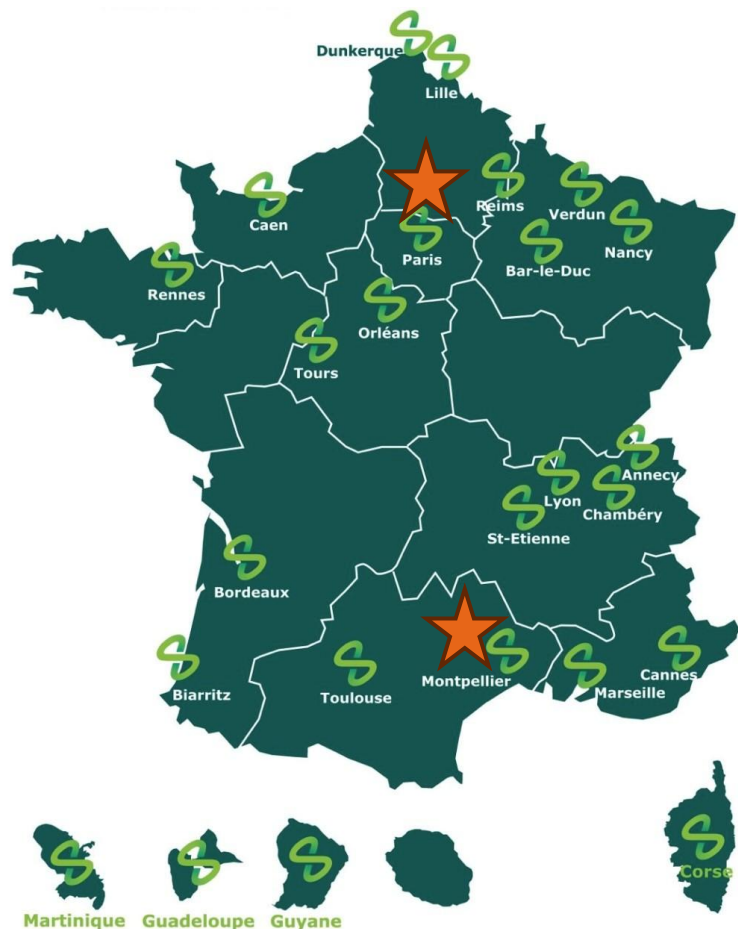 Dunkerque
Lille
Reims
Verdun
Caen
Nancy
Paris
Bar-le-Duc
Rennes
Orléans
Tours
Annecy
Lyon
Chambéry
St-Etienne
Bordeaux
Biarritz
Toulouse
Montpellier
Cannes
Marseille
Corse
Martinique
Guadeloupe
Guyane